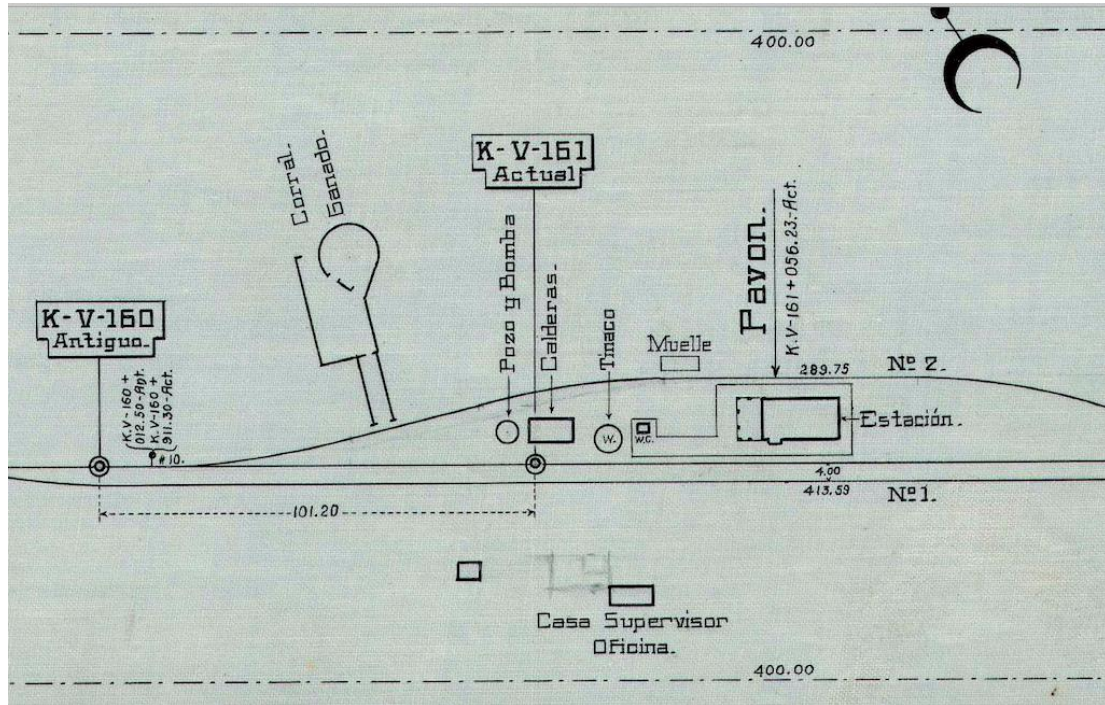 400.00
K-V-161
Actual
Corral.
Ganado.
Pavon.
K.V-161+056.23.-Act.
Pozo y Bomba
Calderas.
Tinaco
K-V-160
Antiguo.
Muelle
289.75
Nº 2.
K.V-160+
012.50-Apt.
K.V-160+
911.30-Act.
#10.
W.
W.C.
Estación.
4.00
413.59
Nº 1.
101.20
Casa Supervisor
Oficina.
400.00